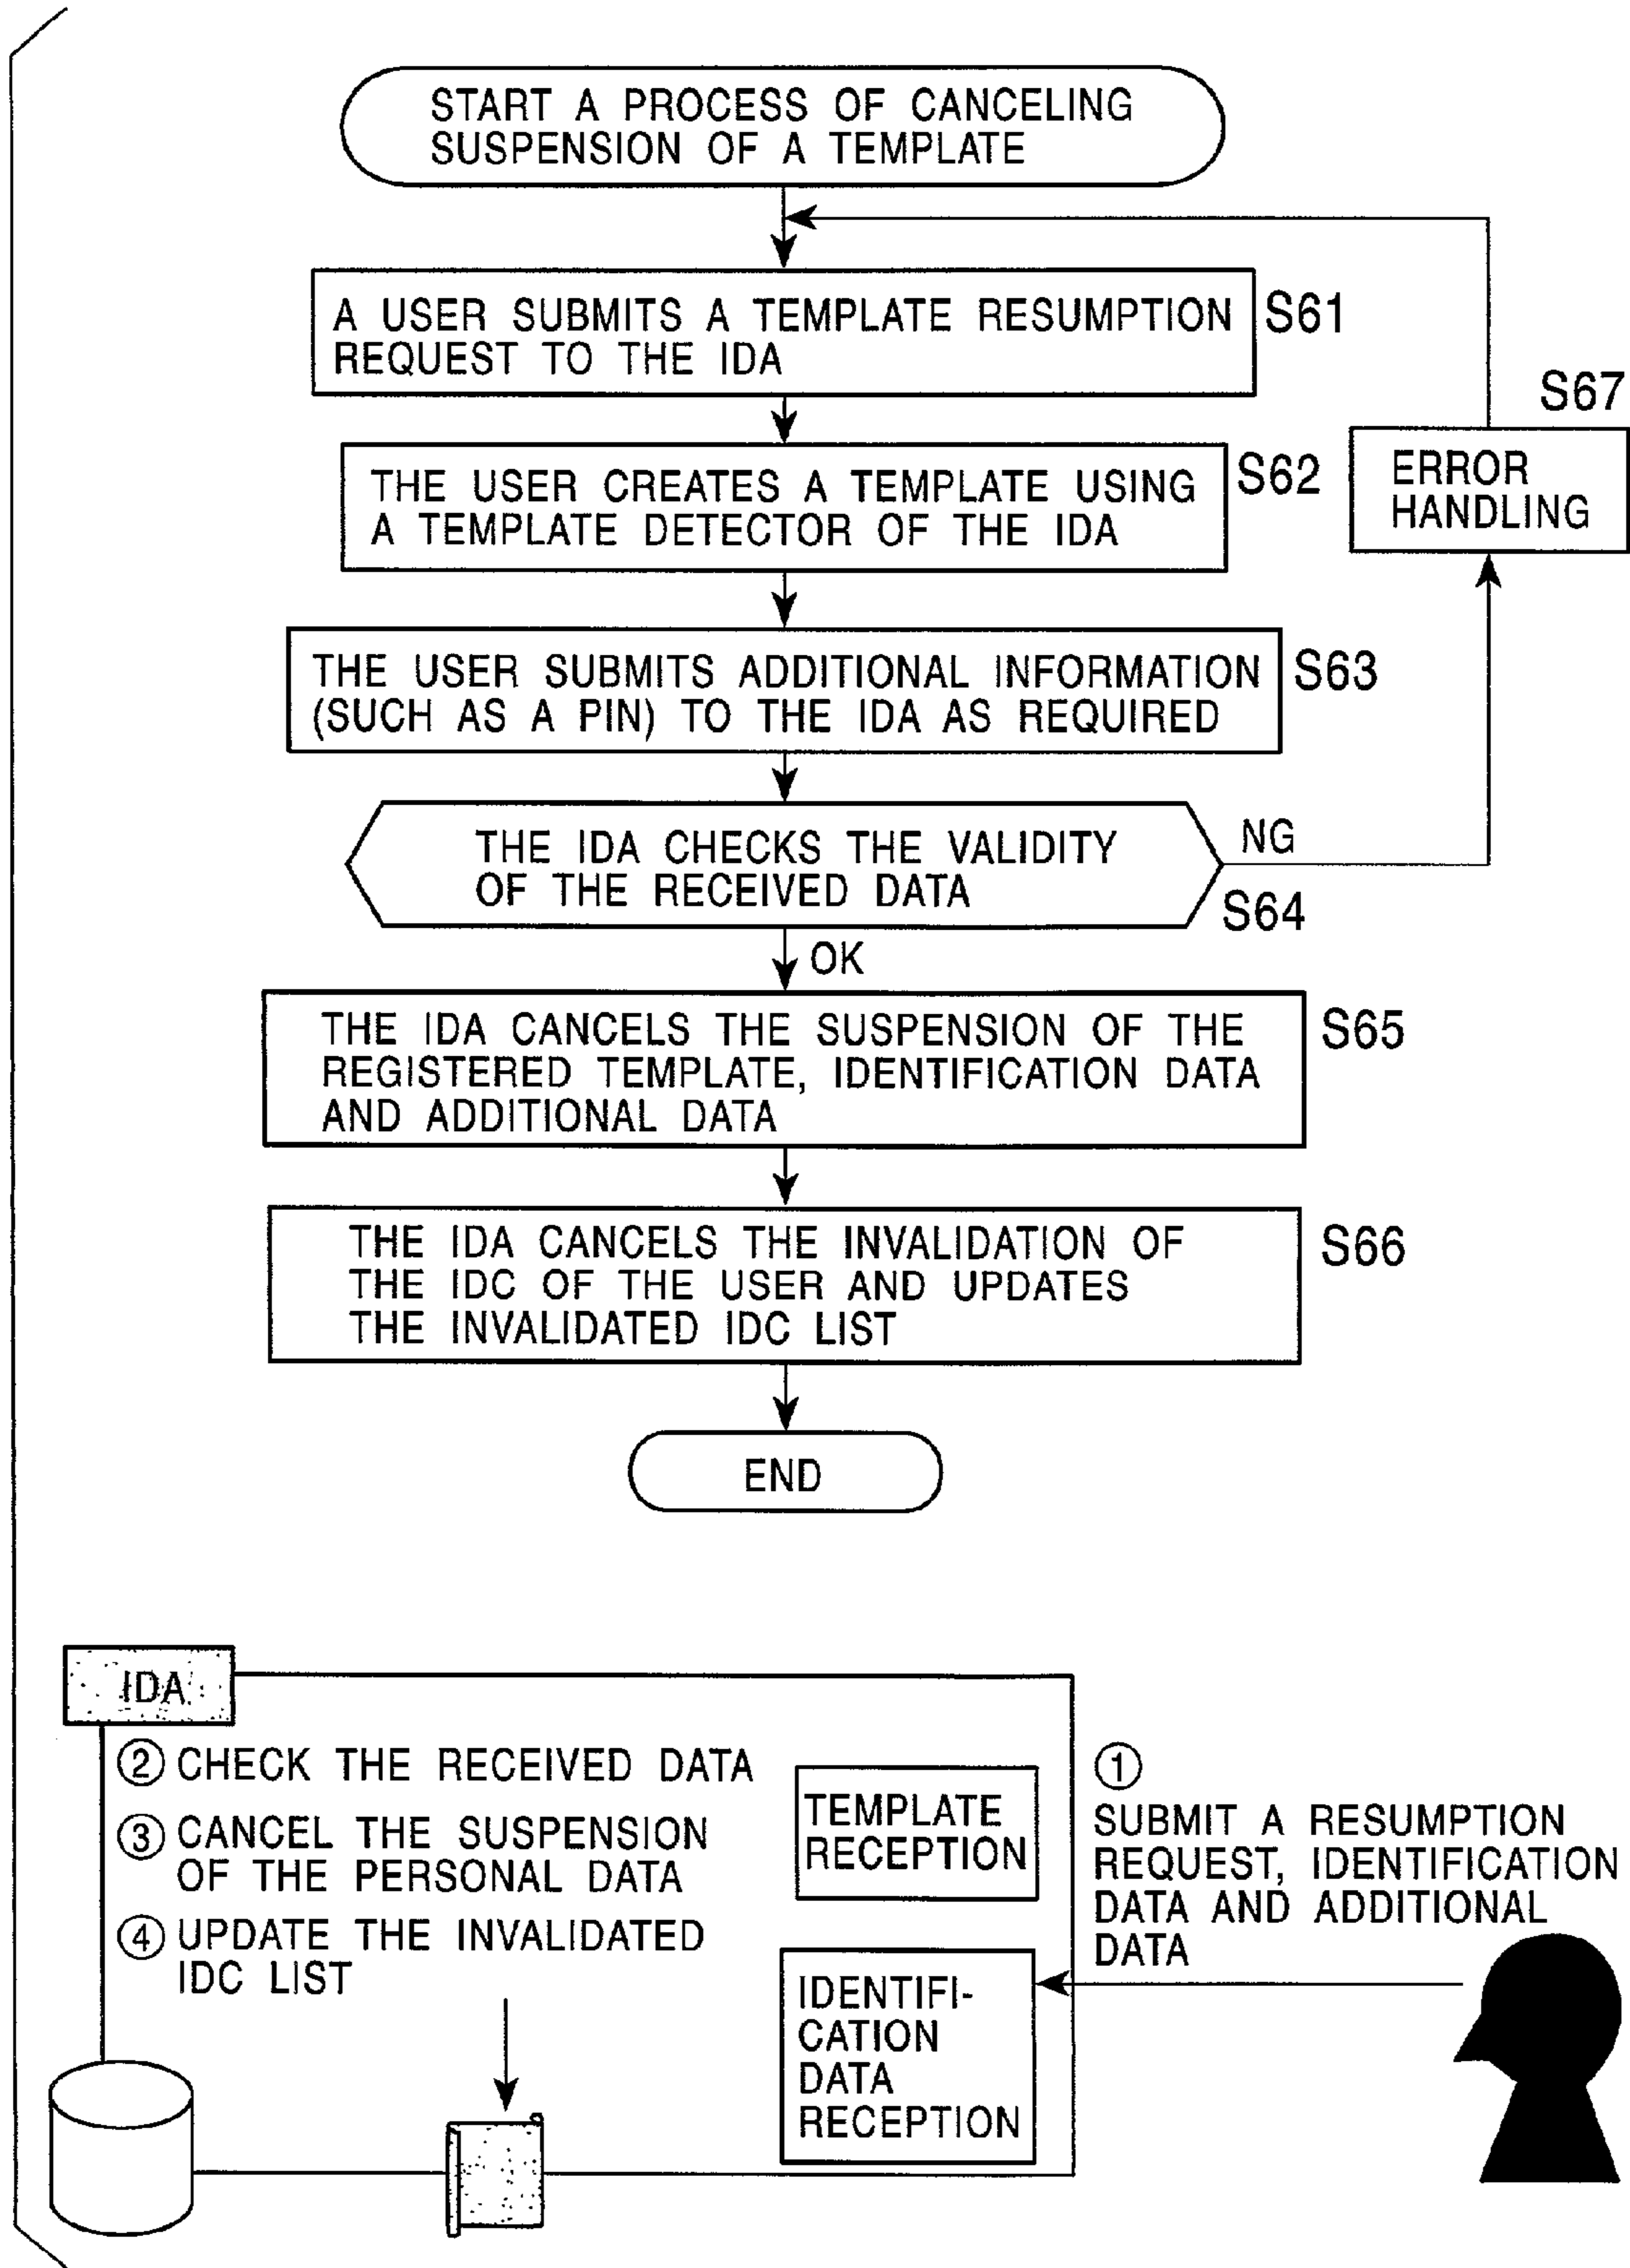 START A PROCESS OF CANCELING
SUSPENSION OF A TEMPLATE
A USER SUBMITS A TEMPLATE RESUMPTION
REQUEST TO THE IDA
S61
THE USER CREATES A TEMPLATE USING
A TEMPLATE DETECTOR OF THE IDA
S62
S67
ERROR
HANDLING
THE USER SUBMITS ADDITIONAL INFORMATION
(SUCH AS A PIN) TO THE IDA AS REQUIRED
S63
THE IDA CHECKS THE VALIDITY
OF THE RECEIVED DATA
NG
S64
OK
THE IDA CANCELS THE SUSPENSION OF THE
REGISTERED TEMPLATE, IDENTIFICATION DATA
AND ADDITIONAL DATA
S65
THE IDA CANCELS THE INVALIDATION OF
THE IDC OF THE USER AND UPDATES
THE INVALIDATED IDC LIST
S66
END
IDA
② CHECK THE RECEIVED DATA
③ CANCEL THE SUSPENSION
OF THE PERSONAL DATA
④ UPDATE THE INVALIDATED
IDC LIST
TEMPLATE
RECEPTION
IDENTIFI-
CATION
DATA
RECEPTION
①
SUBMIT A RESUMPTION
REQUEST, IDENTIFICATION
DATA AND ADDITIONAL
DATA